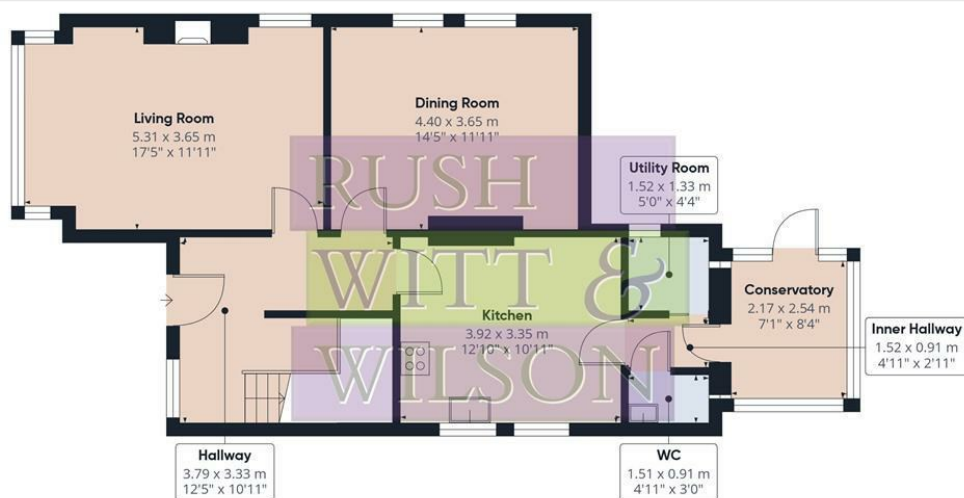 Living Room
5.31 x 3.65 m
17'5" x 11'11"
Dining Room
4.40 x 3.65 m
14'5" x 11'11"
RUSH
WITT &
WILSON
Utility Room
1.52 x 1.33 m
5'0" x 4'4"
Kitchen
3.92 x 3.35 m
12'10" x 10'11"
Conservatory
2.17 x 2.54 m
7'1" x 8'4"
Inner Hallway
1.52 x 0.91 m
4'11" x 2'11"
Hallway
3.79 x 3.33 m
12'5" x 10'11"
WC
1.51 x 0.91 m
4'11" x 3'0"